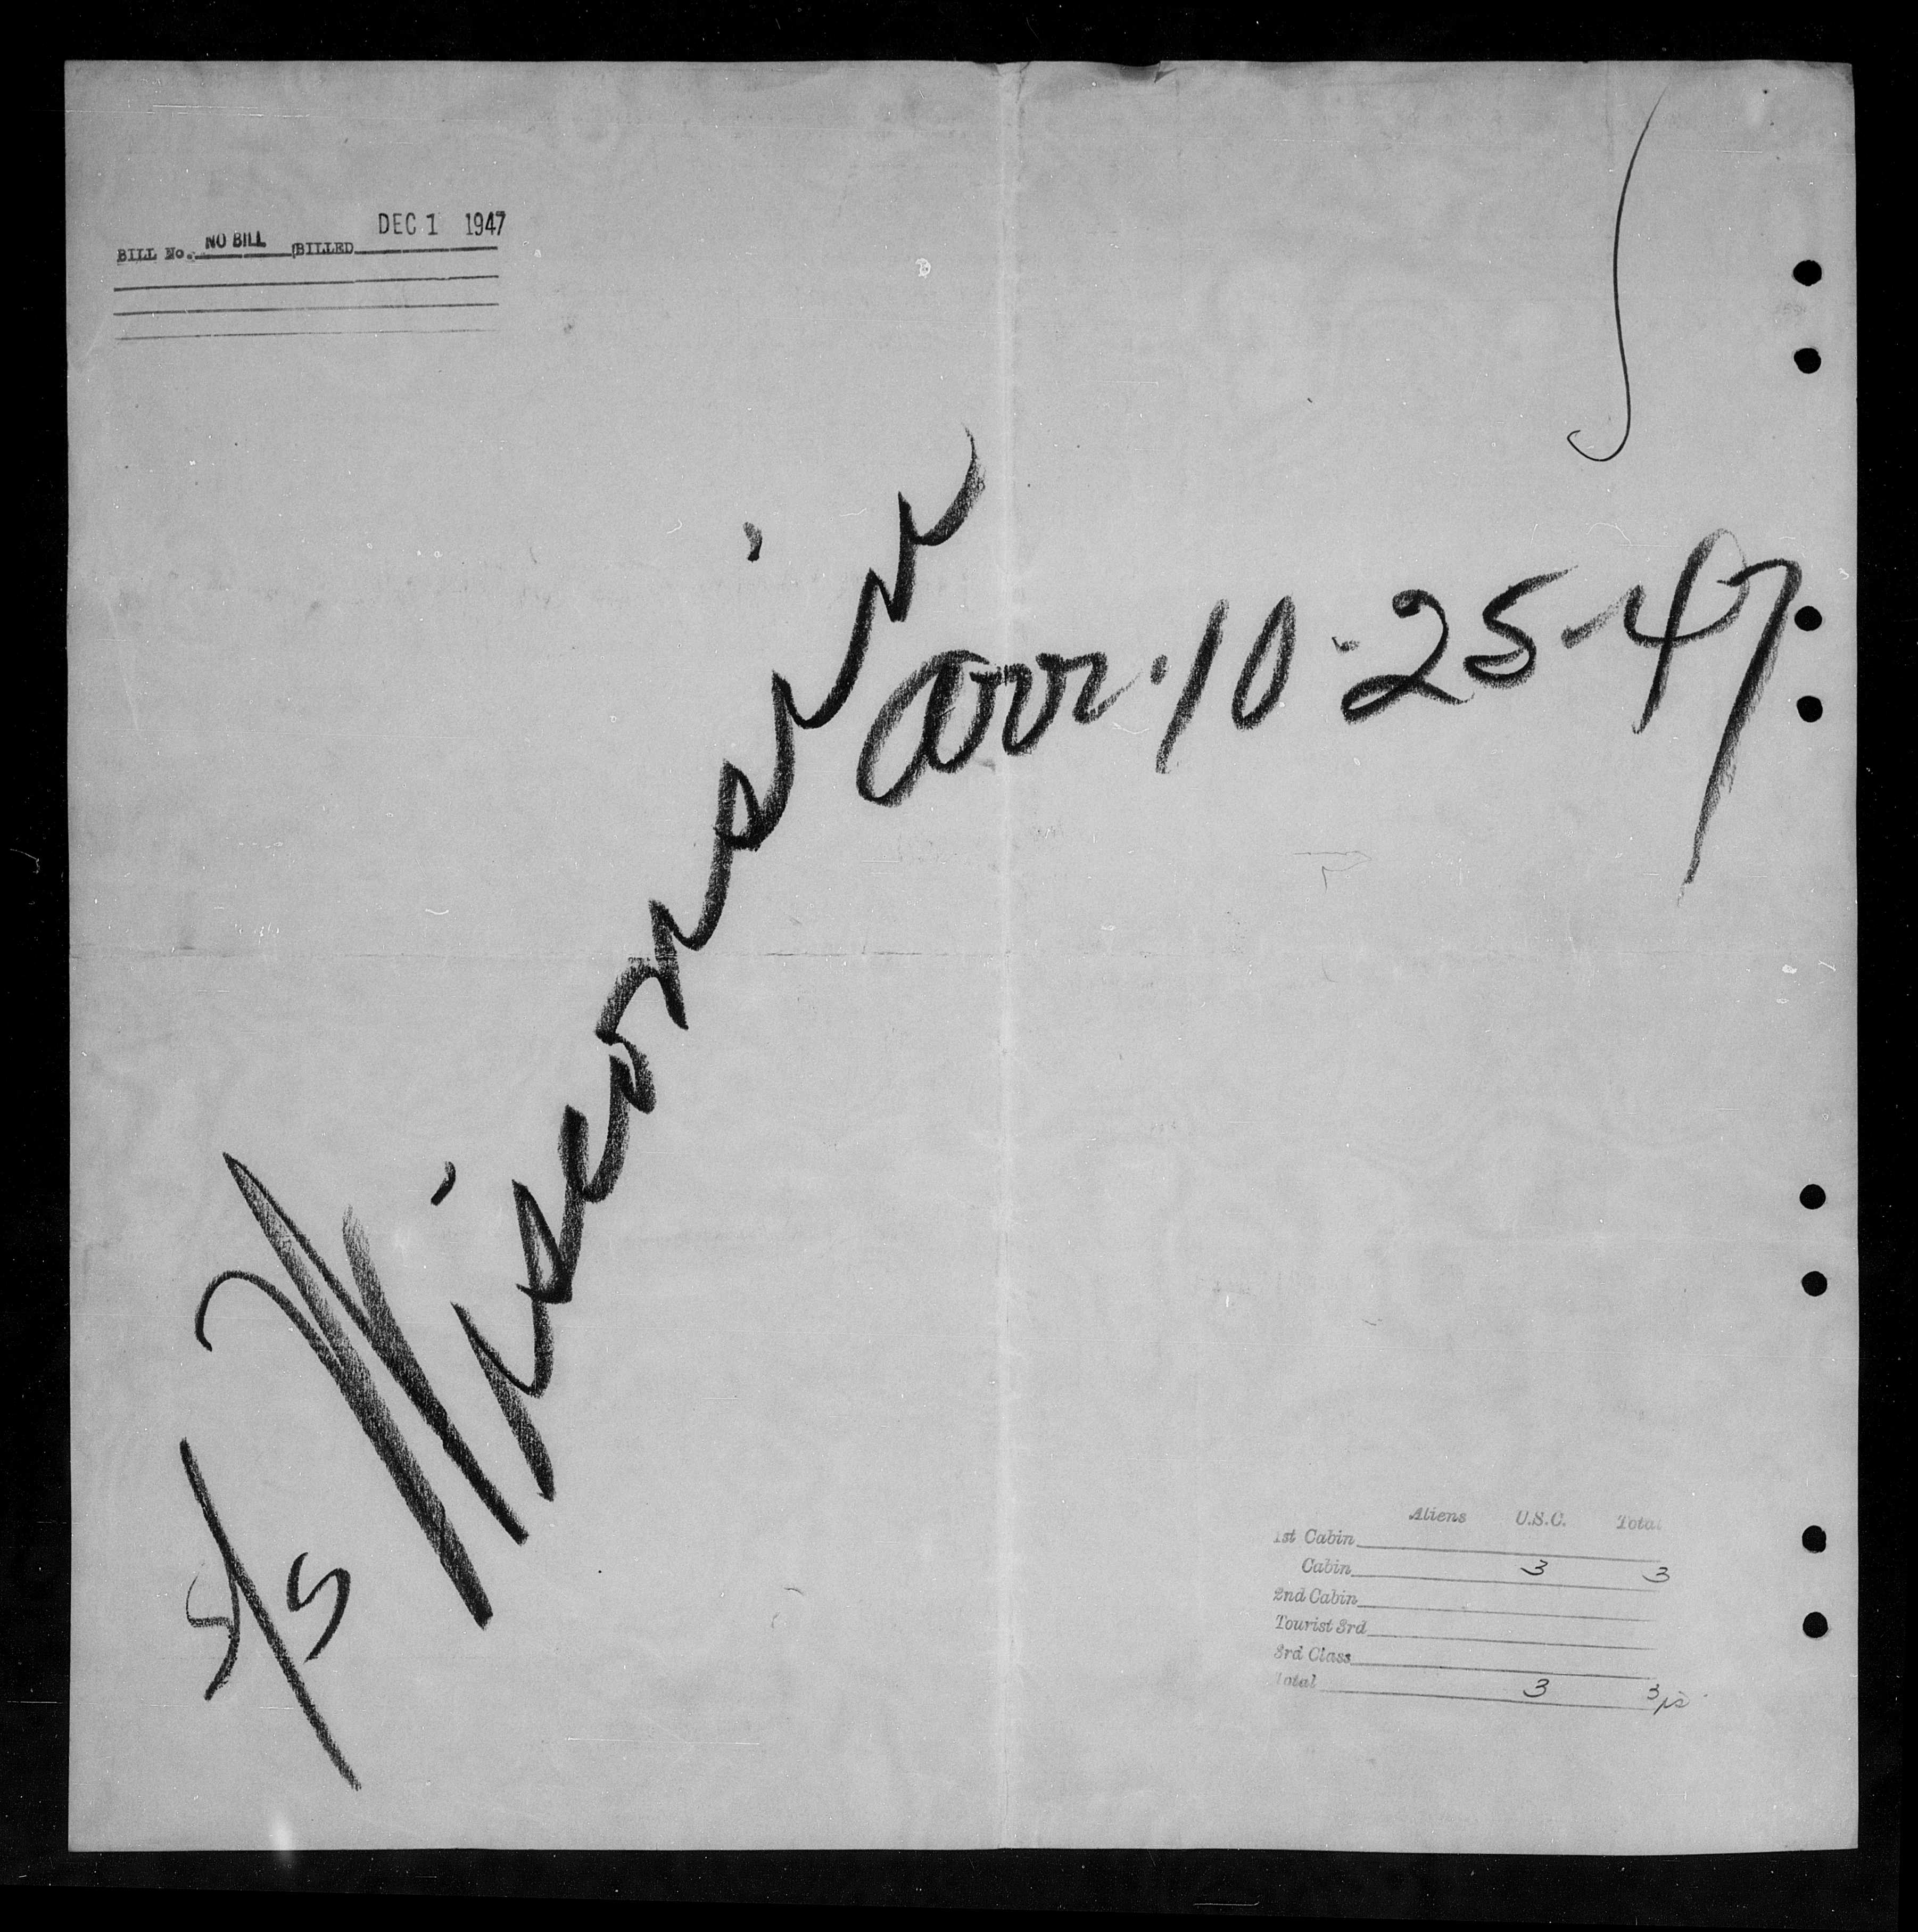 BILL No. NO BILL BILLED DEC 1 1947
S/S Wisconsin
arr. 10-25-47
Aliens U.S.C. Total
1st Cabin
Cabin 3 3
2nd Cabin
Tourist 3rd
3rd Class
Total 3 3